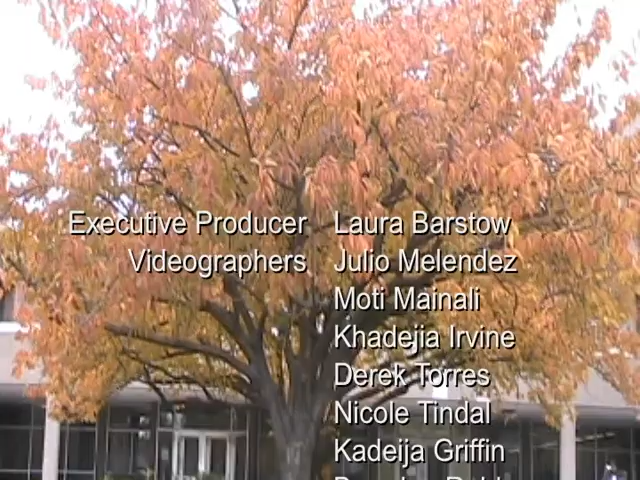 Executive Producer Laura Barstow
Videographers Julio Melendez
Moti Mainali
Khadejia Irvine
Derek Torres
Nicole Tindal
Kadeija Griffin